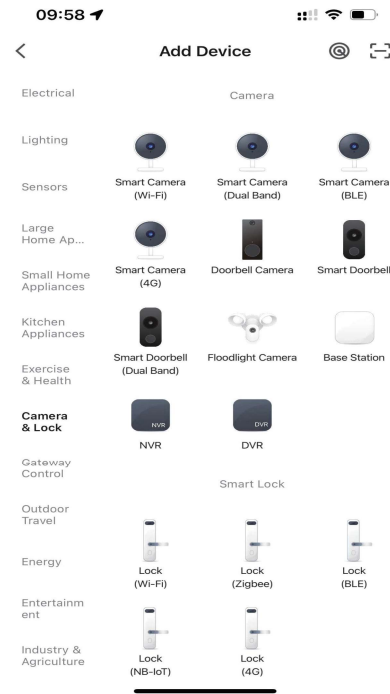 09:58
Add Device
Electrical
Lighting
Sensors
Large
Home Ap...
Small Home
Appliances
Kitchen
Appliances
Exercise
& Health
Camera
& Lock
Gateway
Control
Outdoor
Travel
Energy
Entertainm
ent
Industry &
Agriculture
Camera
Smart Camera
(Wi-Fi)
Smart Camera
(Dual Band)
Smart Camera
(BLE)
Smart Camera
(4G)
Doorbell Camera
Smart Doorbell
Smart Doorbell
(Dual Band)
Floodlight Camera
Base Station
NVR
NVR
DVR
DVR
Smart Lock
Lock
(Wi-Fi)
Lock
(Zigbee)
Lock
(BLE)
Lock
(NB-IoT)
Lock
(4G)